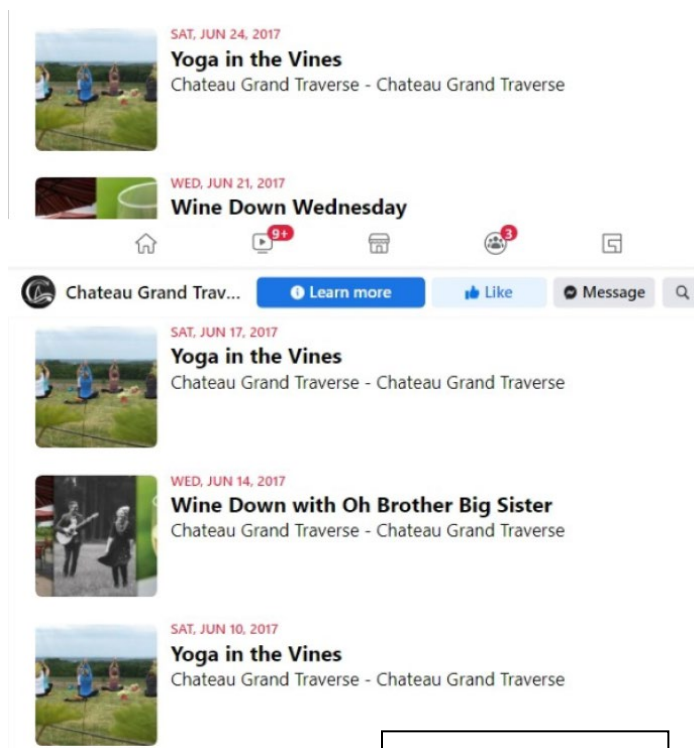 SAT, JUN 24, 2017
Yoga in the Vines
Chateau Grand Traverse - Chateau Grand Traverse
WED, JUN 21, 2017
Wine Down Wednesday
9+
3
Chateau Grand Trav...
Learn more
Like
Message
SAT, JUN 17, 2017
Yoga in the Vines
Chateau Grand Traverse - Chateau Grand Traverse
WED, JUN 14, 2017
Wine Down with Oh Brother Big Sister
Chateau Grand Traverse - Chateau Grand Traverse
SAT, JUN 10, 2017
Yoga in the Vines
Chateau Grand Traverse - Chateau Grand Traverse